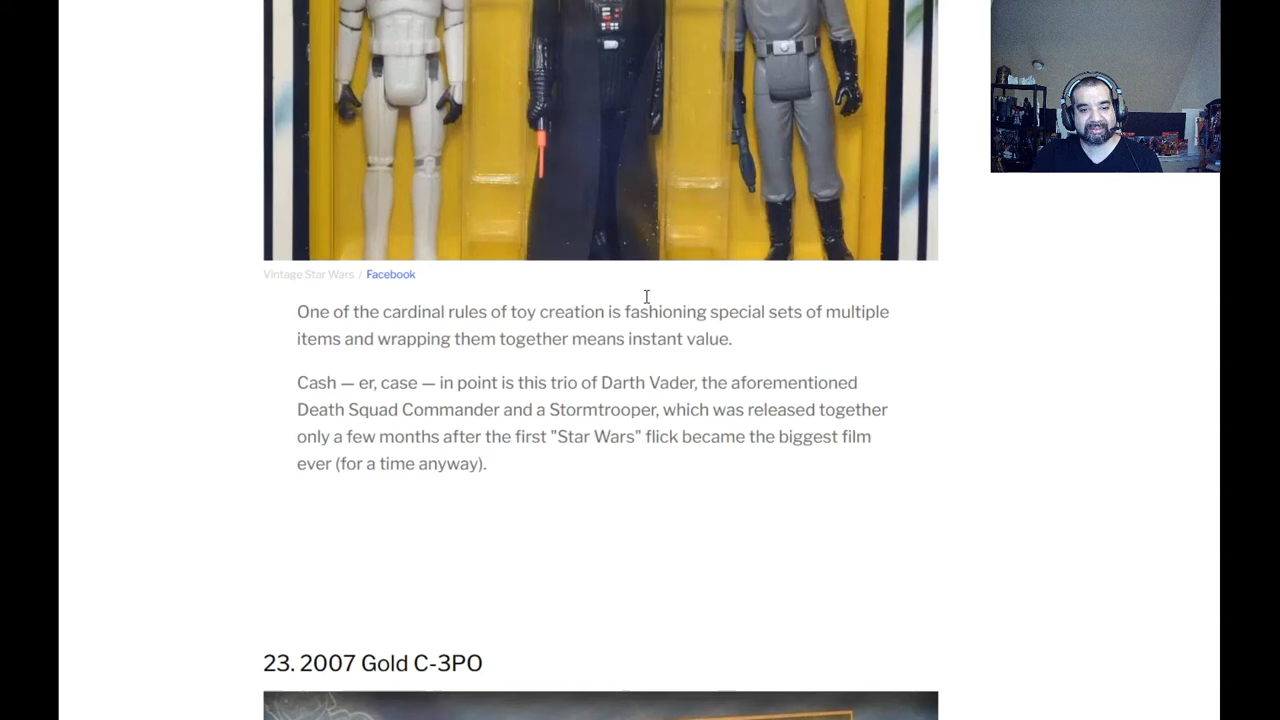 Vintage Star Wars / Facebook
One of the cardinal rules of toy creation is fashioning special sets of multiple
items and wrapping them together means instant value.
Cash — er, case — in point is this trio of Darth Vader, the aforementioned
Death Squad Commander and a Stormtrooper, which was released together
only a few months after the first "Star Wars" flick became the biggest film
ever (for a time anyway).
23. 2007 Gold C-3PO